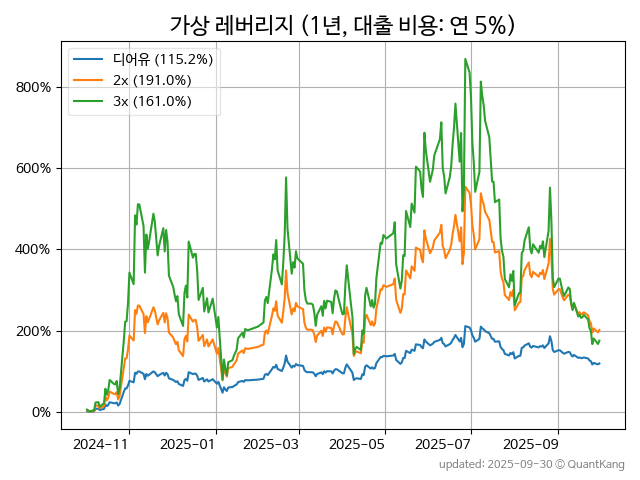 가상 레버리지 (1년, 대출 비용: 연 5%)
디어유 (115.2%)
2x (191.0%)
3x (161.0%)
800%
600%
400%
200%
0%
2024-11 2025-01 2025-03 2025-05 2025-07 2025-09
updated: 2025-09-30 © QuantKang